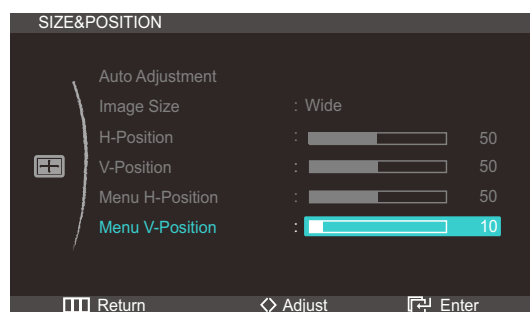 SIZE&POSITION
Auto Adjustment
Image Size : Wide
H-Position : 50
V-Position : 50
Menu H-Position : 50
Menu V-Position : 10
Return Adjust Enter